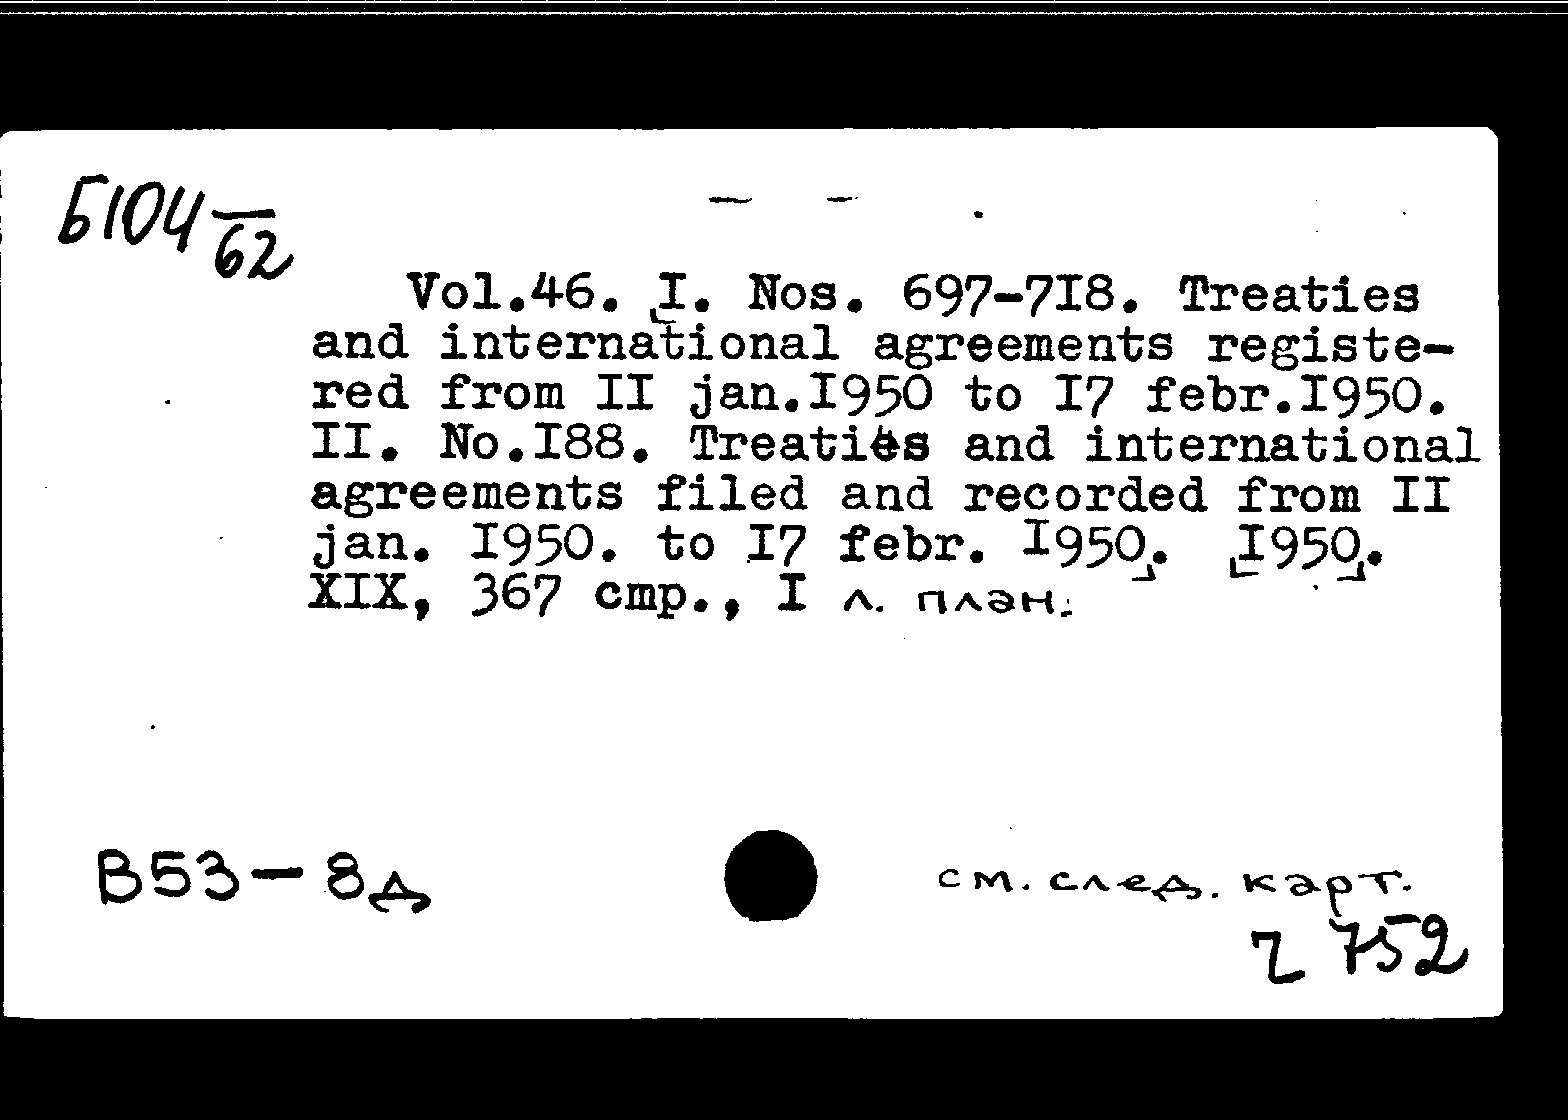 Б104
62
Vol.46. I. Nos. 697-7I8. Treaties
and international agreements registe-
red from II jan.I950 to I7 febr.I950.
II. No.I88. Treaties and international
agreements filed and recorded from II
jan. I950. to I7 febr. I950. I950.
XIX, 367 стр., I л. план.
В53-8д
см. след. карт.
752